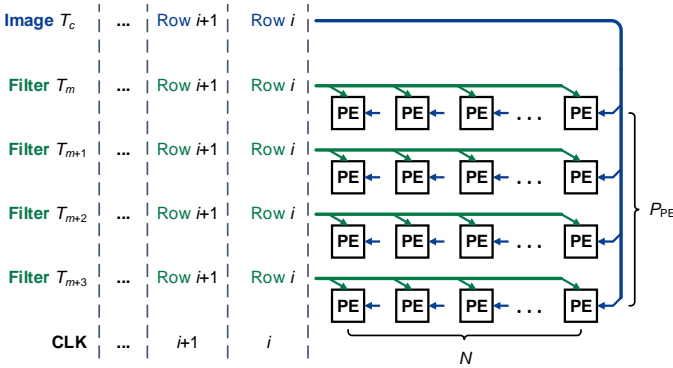 Image Tc ... Row i+1 Row i
Filter Tm ... Row i+1 Row i
PE PE PE ... PE
Filter Tm+1 ... Row i+1 Row i
PE PE PE ... PE
Filter Tm+2 ... Row i+1 Row i
PPE
PE PE PE ... PE
Filter Tm+3 ... Row i+1 Row i
PE PE PE ... PE
CLK ... i+1 i
N